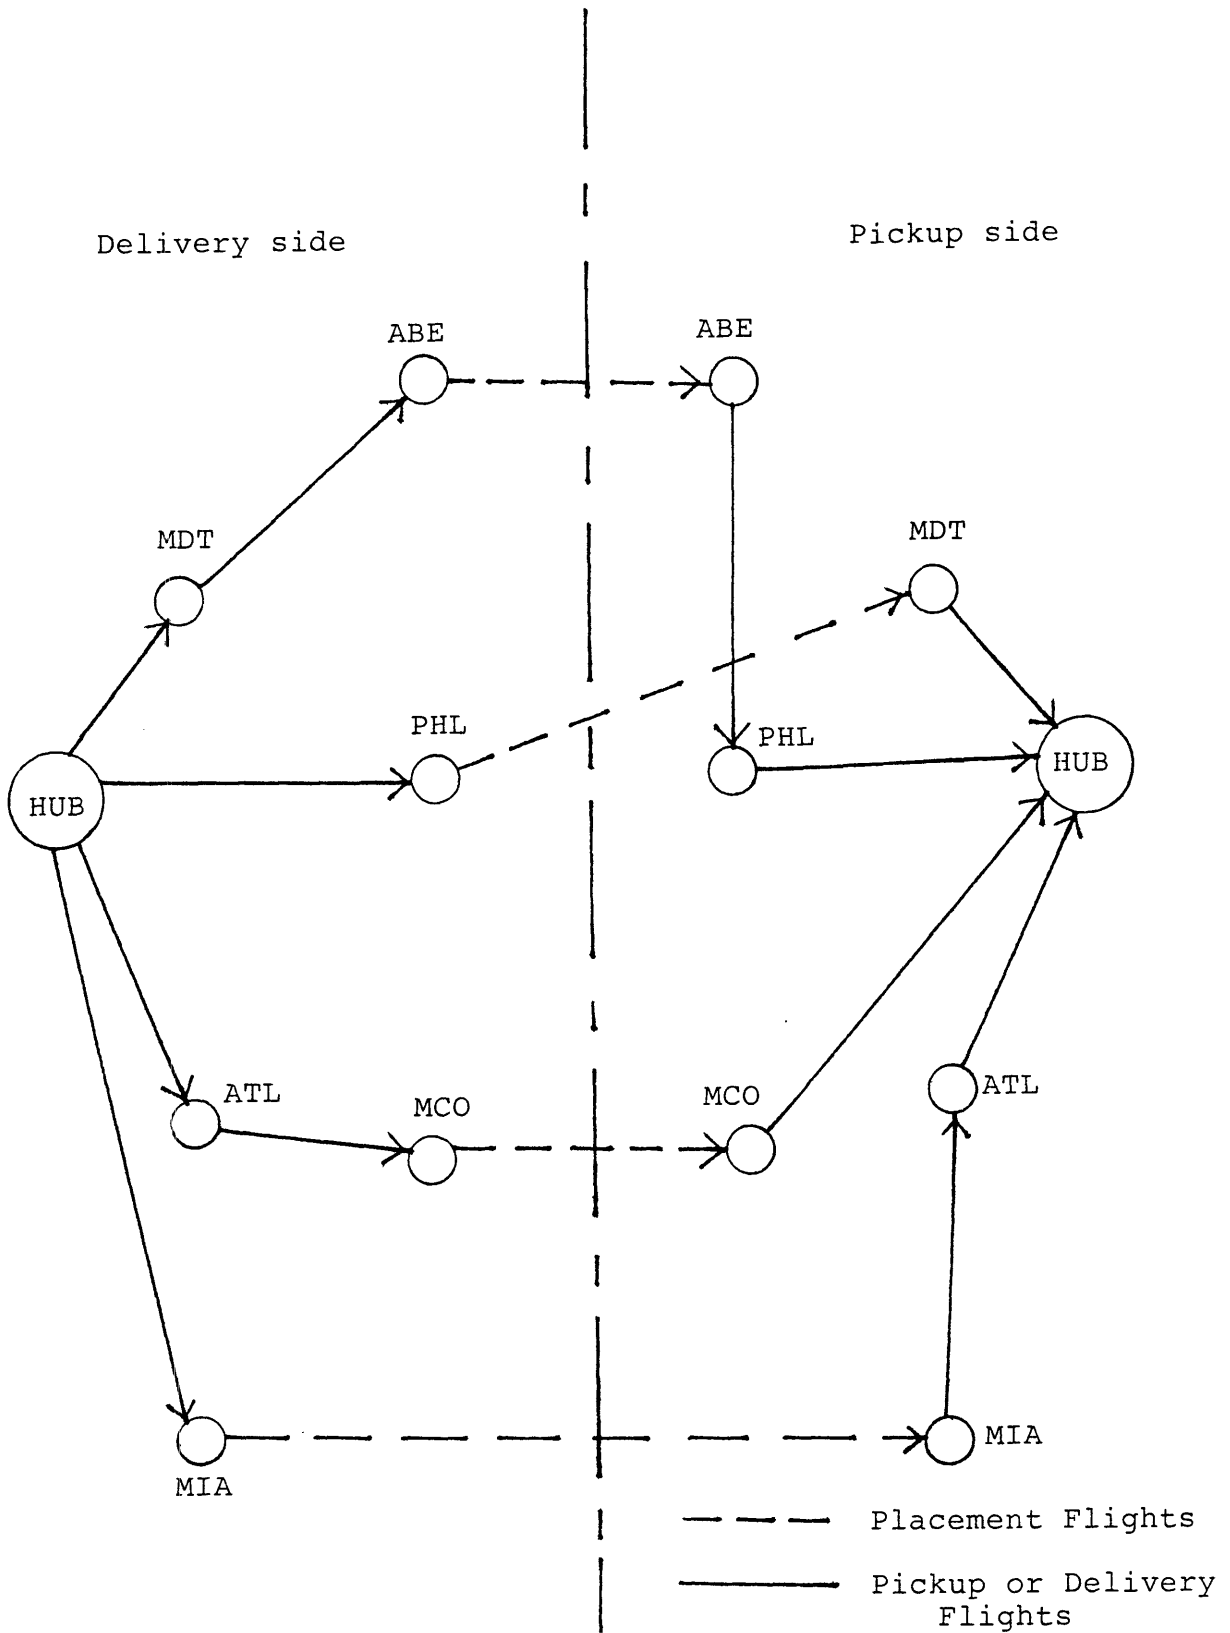 Delivery side
Pickup side
ABE
ABE
MDT
MDT
PHL
PHL
HUB
HUB
ATL
MCO
MCO
ATL
MIA
MIA
Placement Flights
Pickup or Delivery
Flights